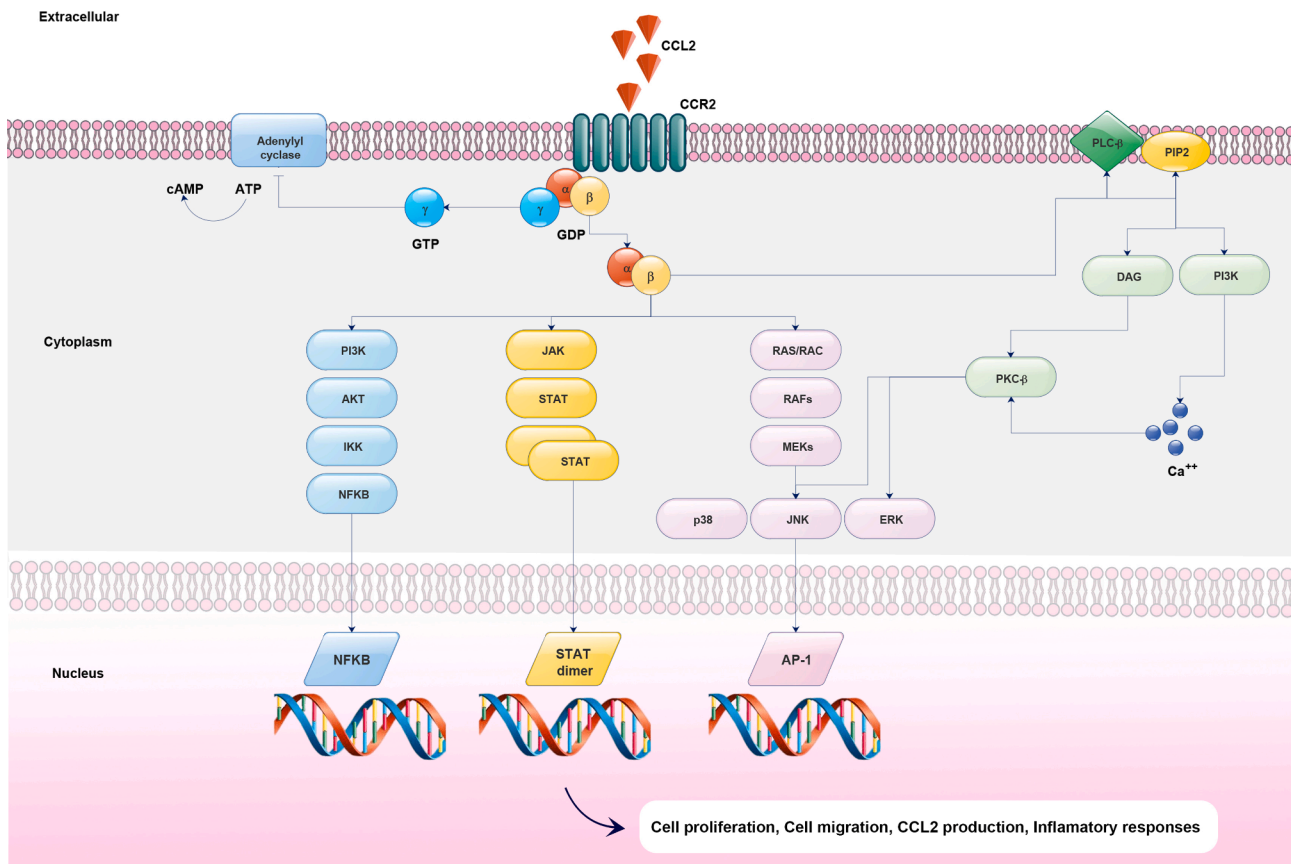 Extracellular
CCL2
CCR2
Adenylyl
cyclase
PLC-β
PIP2
cAMP
ATP
α
β
γ
γ
GTP
GDP
α
β
DAG
PI3K
Cytoplasm
PI3K
JAK
RAS/RAC
PKC-β
AKT
STAT
RAFs
IKK
STAT
MEKs
Ca++
NFKB
p38
JNK
ERK
Nucleus
NFKB
STAT
dimer
AP-1
Cell proliferation, Cell migration, CCL2 production, Inflamatory responses